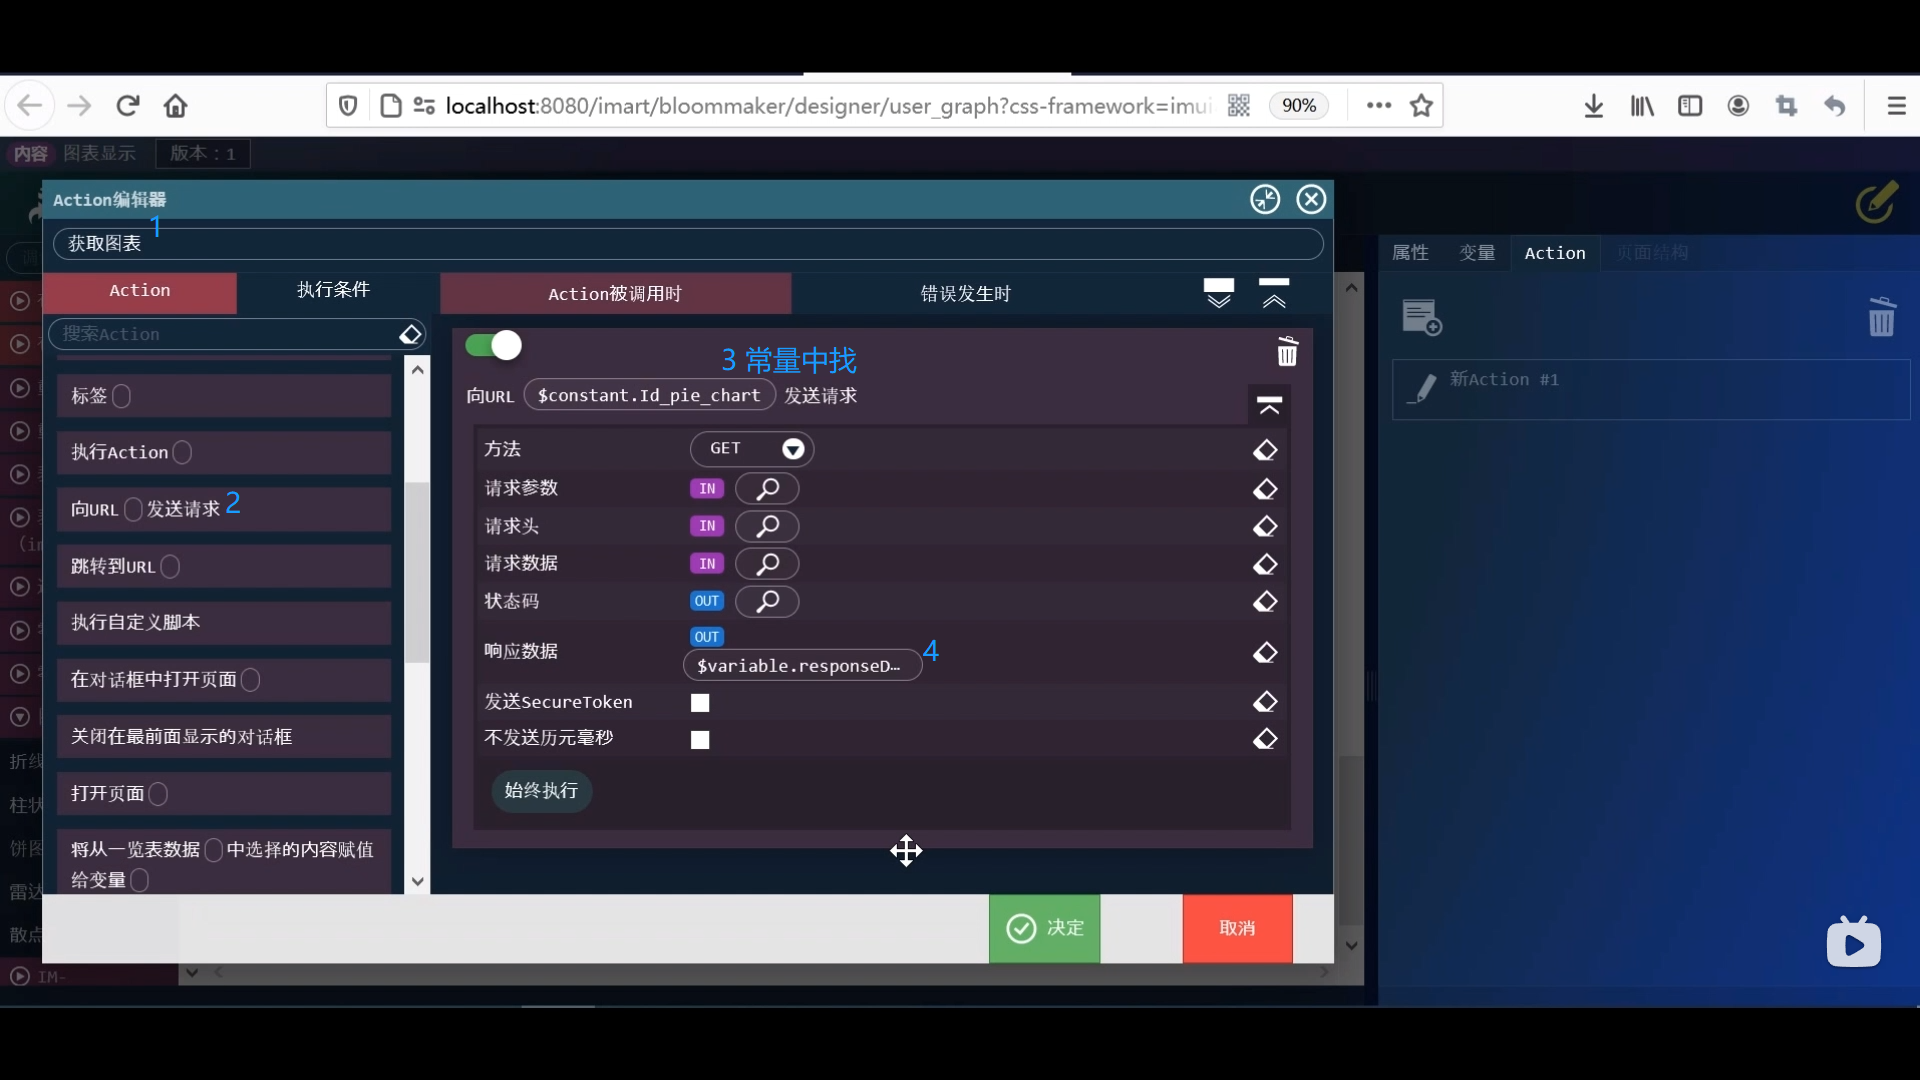 localhost:8080/imart/bloommaker/designer/user_graph?css-framework=imui
90%
内容 图表显示 版本：1
Action编辑器
1
获取图表
Action 执行条件
搜索Action
标签
执行Action
向URL 发送请求 2
跳转到URL
执行自定义脚本
在对话框中打开页面
关闭在最前面显示的对话框
打开页面
将从一览表数据 中选择的内容赋值
给变量
Action被调用时 错误发生时
3 常量中找
向URL $constant.Id_pie_chart 发送请求
方法 GET
请求参数 IN
请求头 IN
请求数据 IN
状态码 OUT
响应数据 OUT
$variable.responseD… 4
发送SecureToken
不发送历元毫秒
始终执行
决定 取消
属性 变量 Action 页面结构
新Action #1
折线
柱状
饼图
雷达
散点
IM-